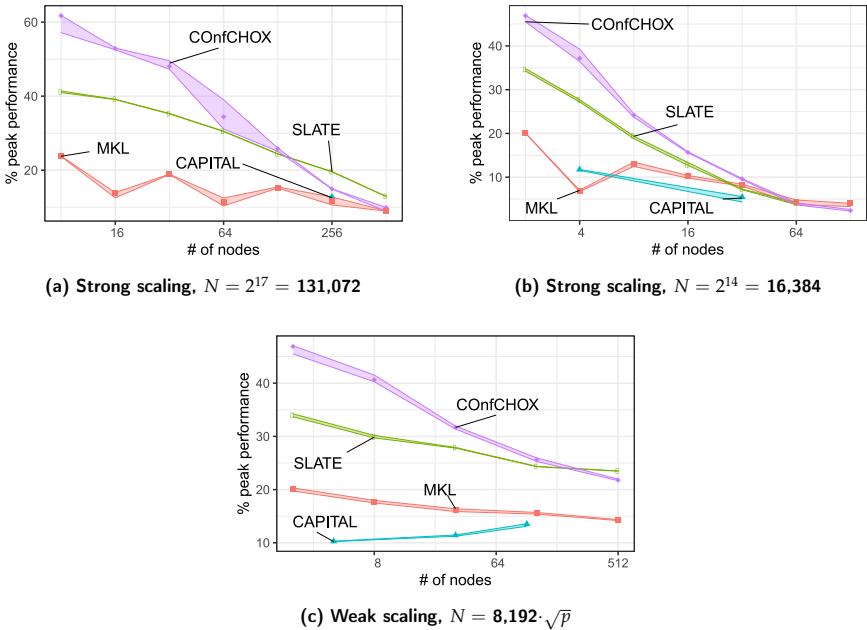 % peak performance
60
40
20
COnfCHOX
SLATE
MKL
CAPITAL
16
64
256
# of nodes
(a) Strong scaling, N = 2^17 = 131,072
% peak performance
40
30
20
10
COnfCHOX
SLATE
MKL
CAPITAL
4
16
64
# of nodes
(b) Strong scaling, N = 2^14 = 16,384
% peak performance
40
30
20
10
COnfCHOX
SLATE
MKL
CAPITAL
8
64
512
# of nodes
(c) Weak scaling, N = 8,192·√p